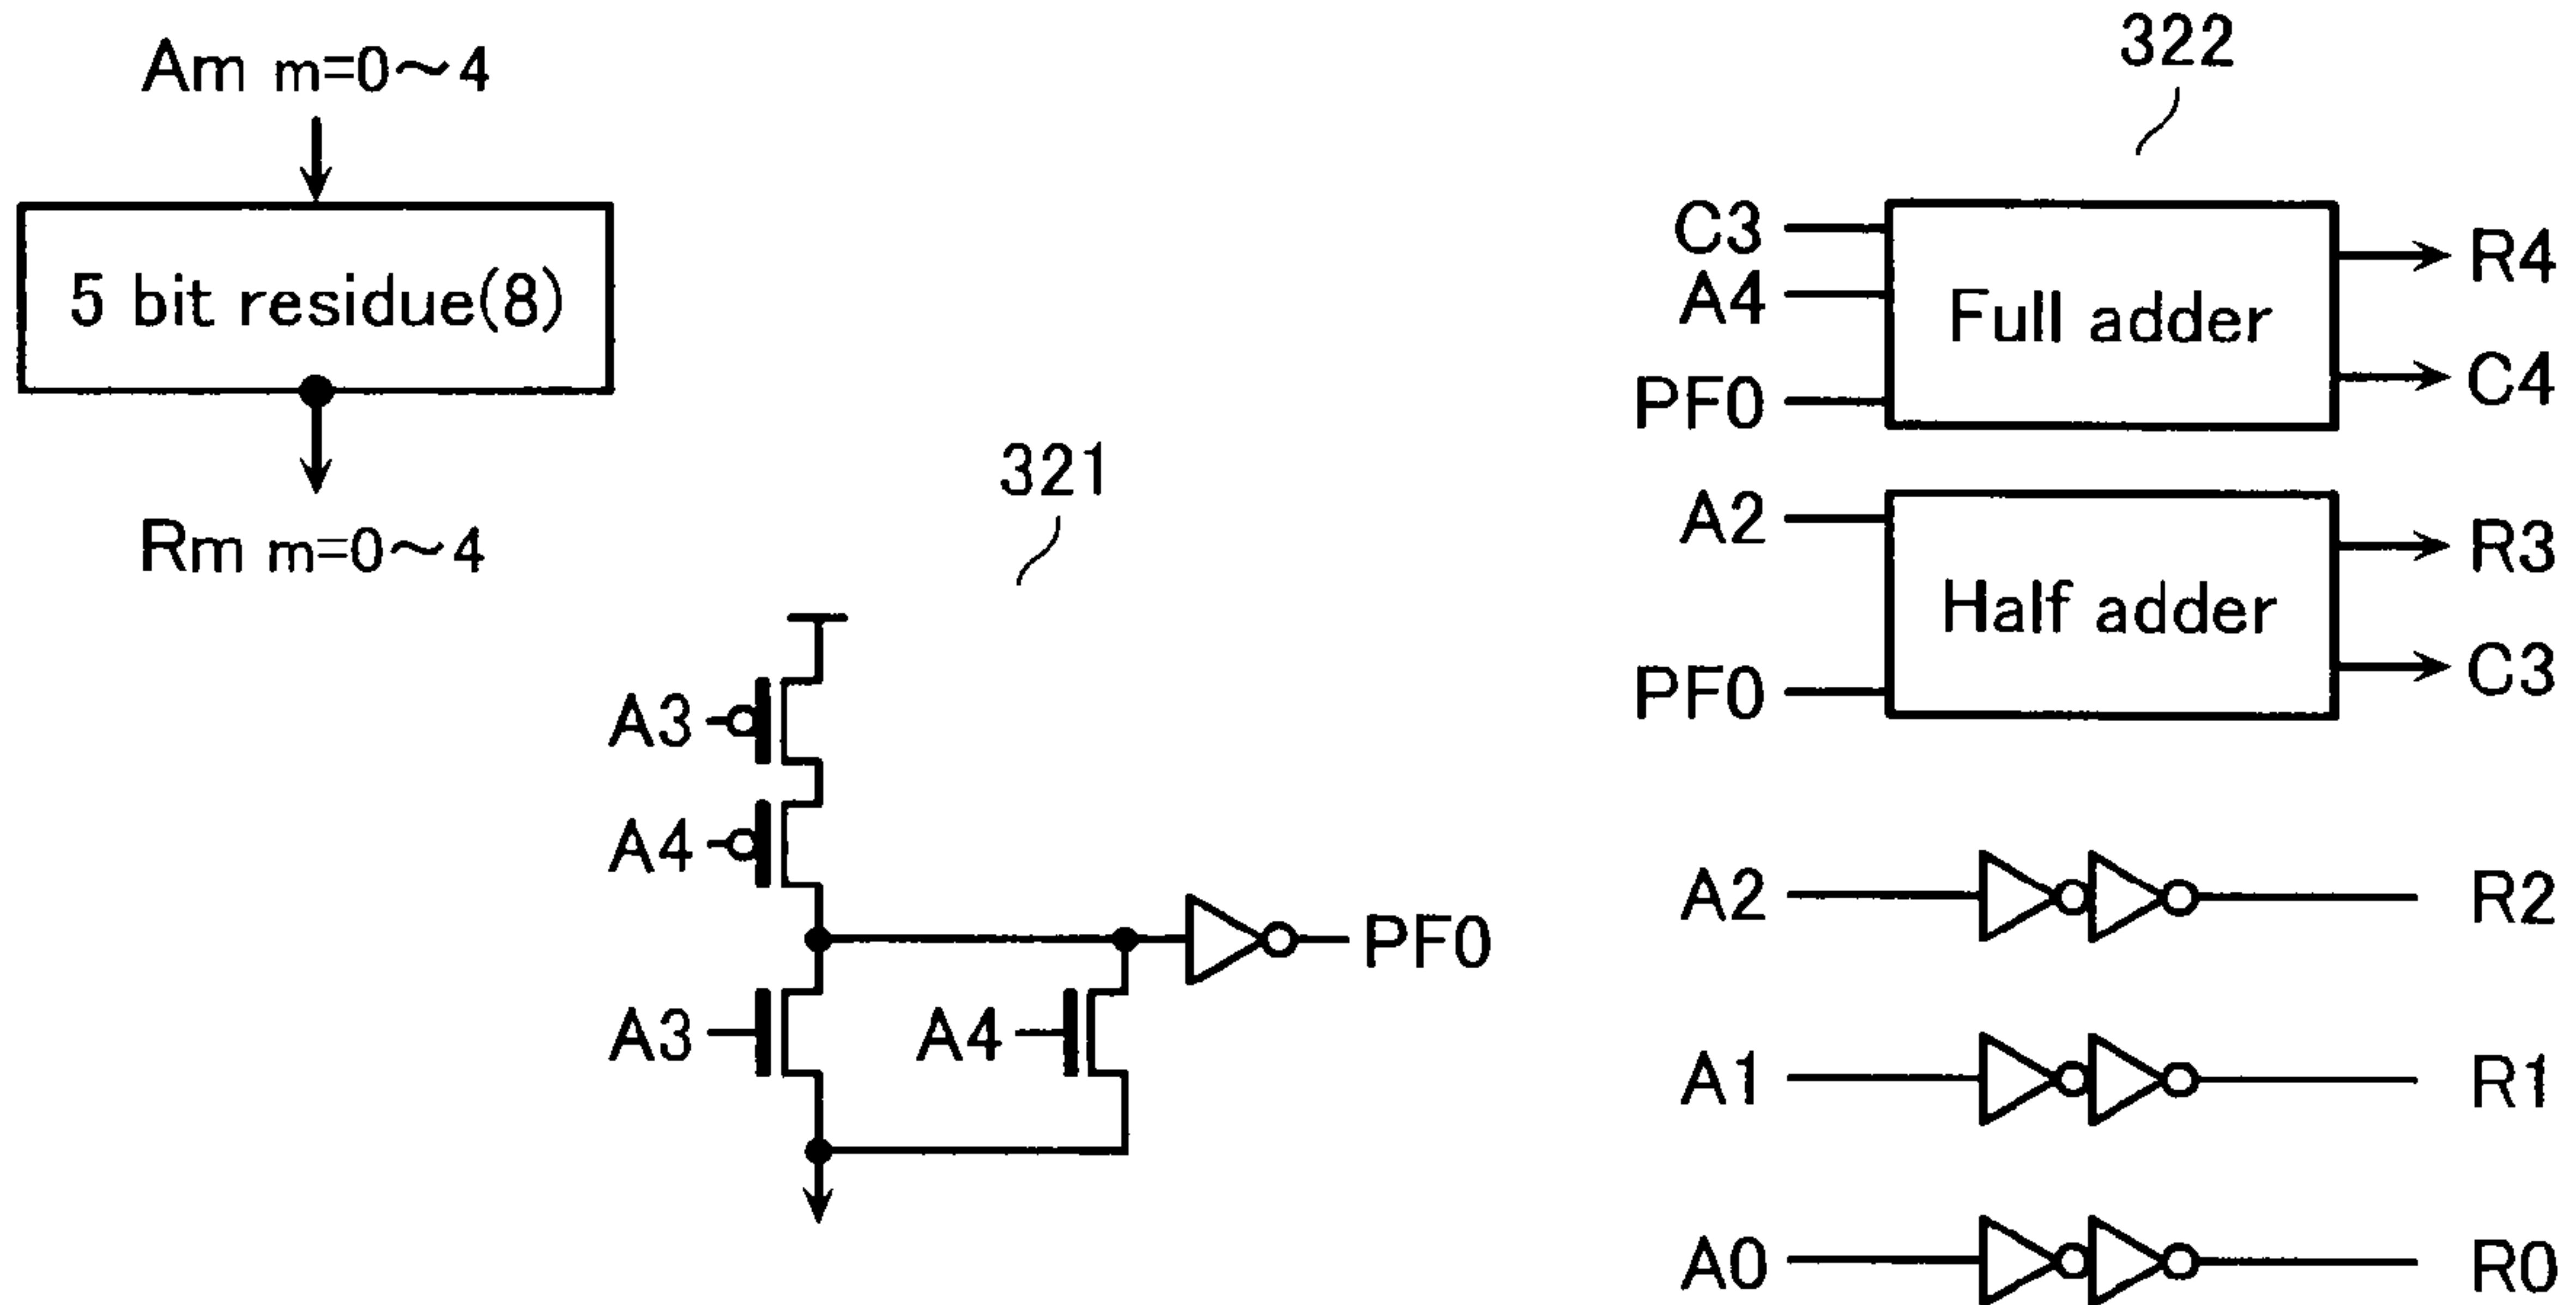 Am m=0~4
5 bit residue(8)
Rm m=0~4
321
A3
A4
PF0
A3
A4
322
C3
A4
PF0
Full adder
R4
C4
A2
PF0
Half adder
R3
C3
A2
R2
A1
R1
A0
R0